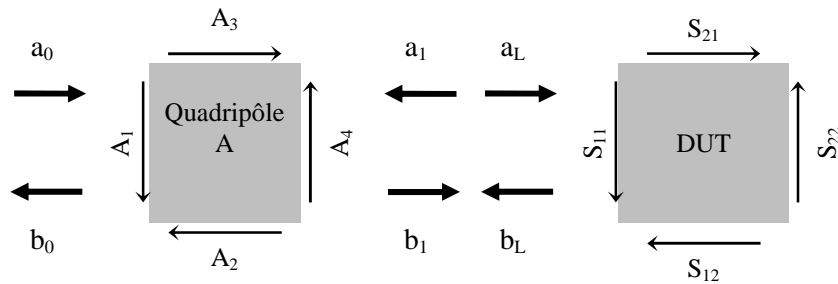 A3
S21
a0
a1
aL
Quadripôle
A
A1
A4
S11
DUT
S22
b0
b1
bL
A2
S12